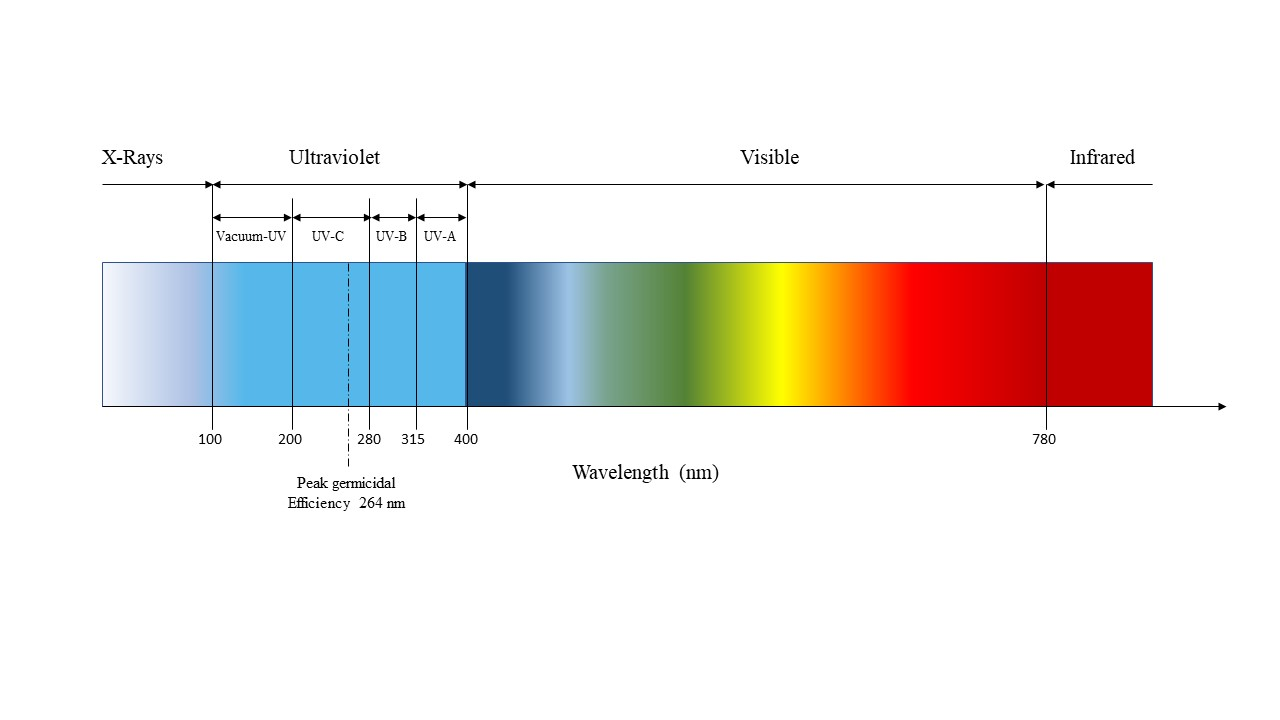 X-Rays Ultraviolet Visible Infrared
Vacuum-UV UV-C UV-B UV-A
100 200 280 315 400 780
Wavelength (nm)
Peak germicidal
Efficiency 264 nm